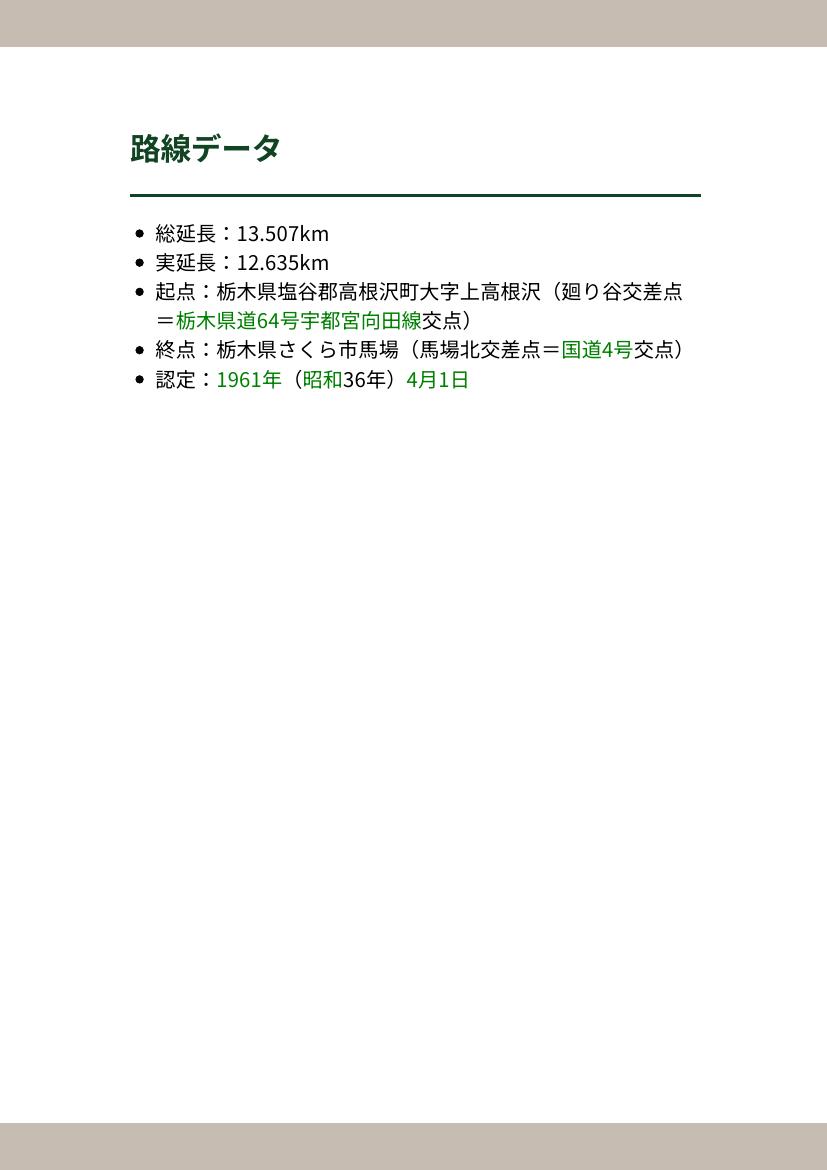 路線データ
• 総延長：13.507km
• 実延長：12.635km
• 起点：栃木県塩谷郡高根沢町大字上高根沢（廻り谷交差点
＝栃木県道64号宇都宮向田線交点）
• 終点：栃木県さくら市馬場（馬場北交差点＝国道4号交点）
• 認定：1961年（昭和36年）4月1日